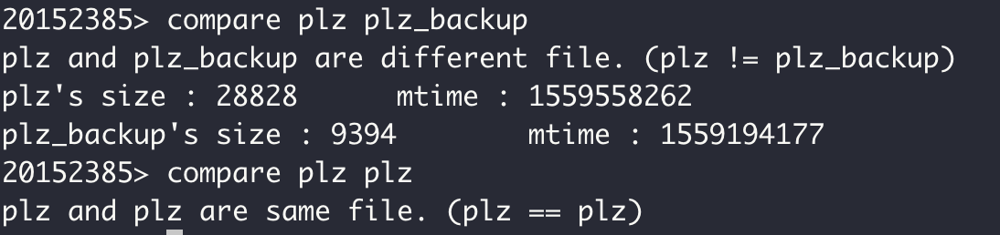 20152385> compare plz plz_backup
plz and plz_backup are different file. (plz != plz_backup)
plz's size : 28828      mtime : 1559558262
plz_backup's size : 9394        mtime : 1559194177
20152385> compare plz plz
plz and plz are same file. (plz == plz)